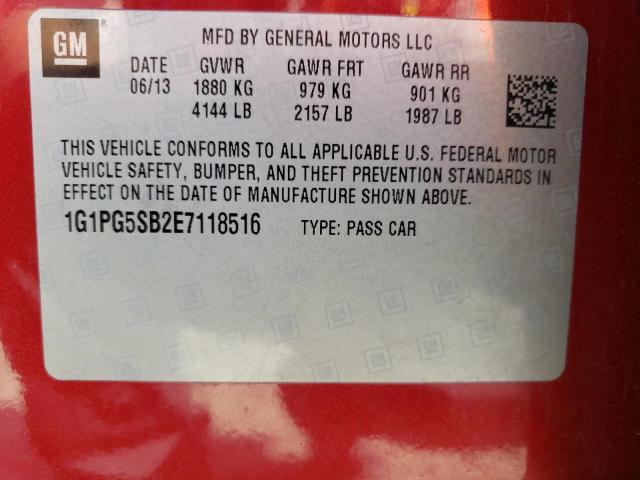 GM
®
MFD BY GENERAL MOTORS LLC
DATE GVWR GAWR FRT GAWR RR
06/13 1880 KG 979 KG 901 KG
4144 LB 2157 LB 1987 LB
THIS VEHICLE CONFORMS TO ALL APPLICABLE U.S. FEDERAL MOTOR
VEHICLE SAFETY, BUMPER, AND THEFT PREVENTION STANDARDS IN
EFFECT ON THE DATE OF MANUFACTURE SHOWN ABOVE.
1G1PG5SB2E7118516 TYPE: PASS CAR